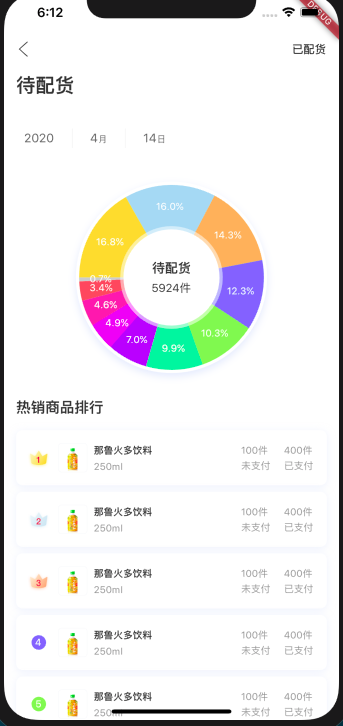 6:12
DEBUG
已配货
待配货
2020 4月 14日
16.0%
14.3%
16.8%
12.3%
0.7%
3.4%
4.6%
4.9%
7.0%
9.9%
10.3%
待配货
5924件
热销商品排行
1 那鲁火多饮料 100件 400件
250ml 未支付 已支付
2 那鲁火多饮料 100件 400件
250ml 未支付 已支付
3 那鲁火多饮料 100件 400件
250ml 未支付 已支付
4 那鲁火多饮料 100件 400件
250ml 未支付 已支付
5 那鲁火多饮料 100件 400件
250ml 未支付 已支付